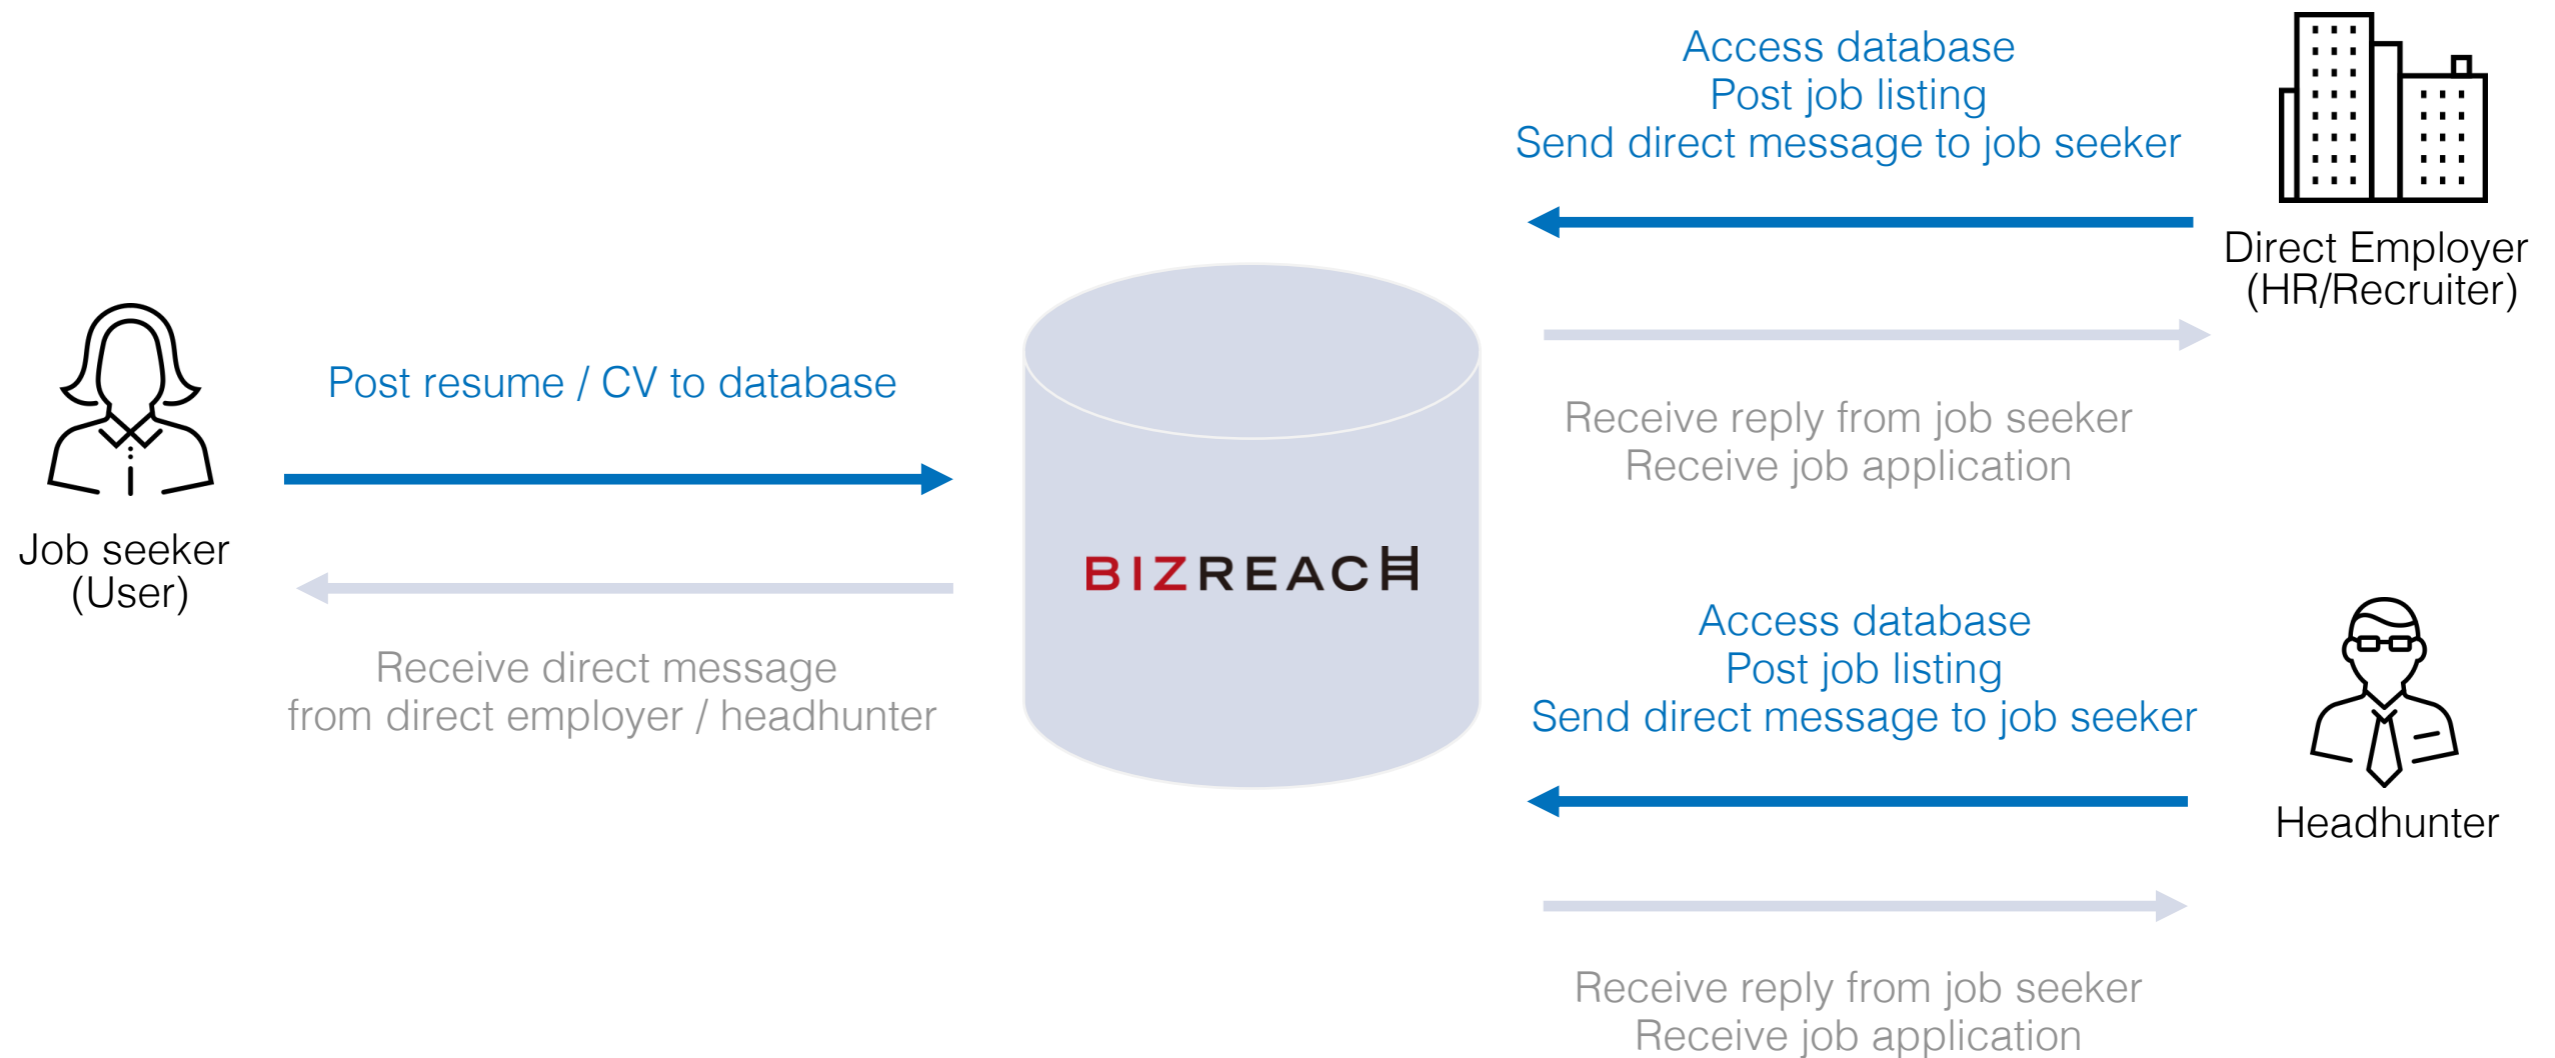 Access database
Post job listing
Send direct message to job seeker
Direct Employer
(HR/Recruiter)
Post resume / CV to database
Receive reply from job seeker
Receive job application
Job seeker
(User)
BIZREACH
Receive direct message
from direct employer / headhunter
Access database
Post job listing
Send direct message to job seeker
Headhunter
Receive reply from job seeker
Receive job application